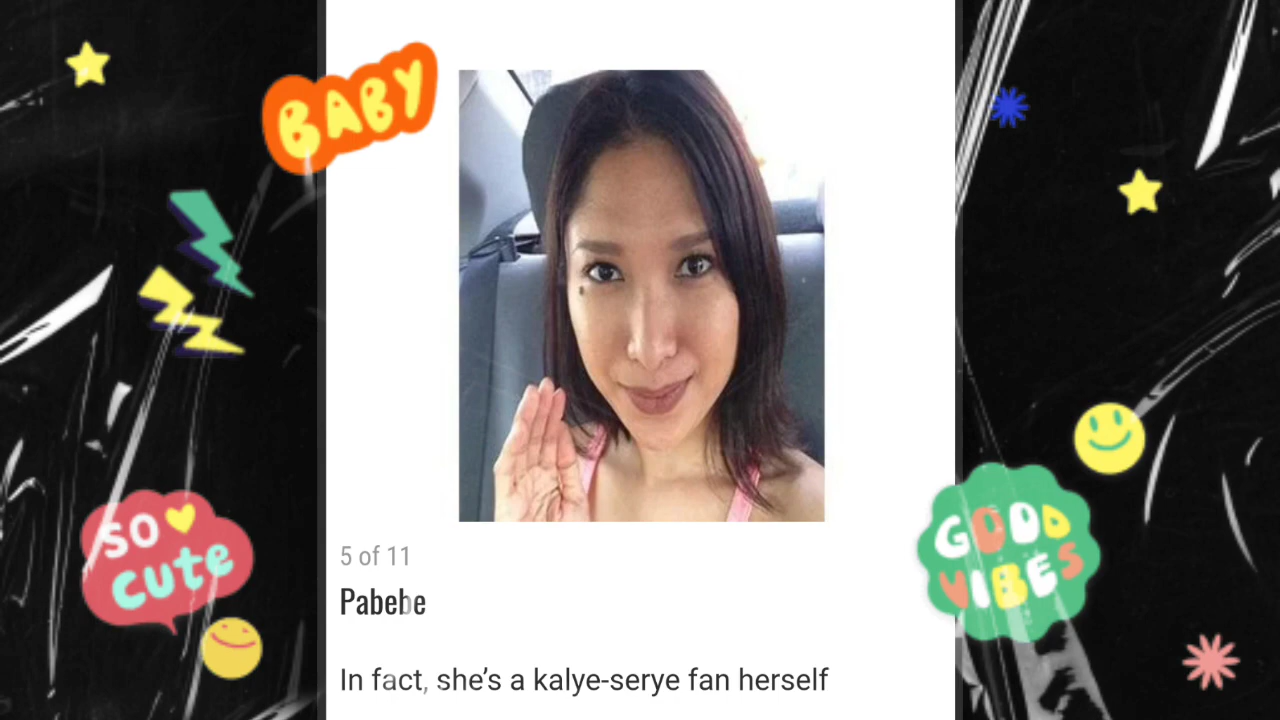 BABY
SO
cute
GOOD
VIBES
5 of 11
Pabebe
In fact, she's a kalye-serye fan herself